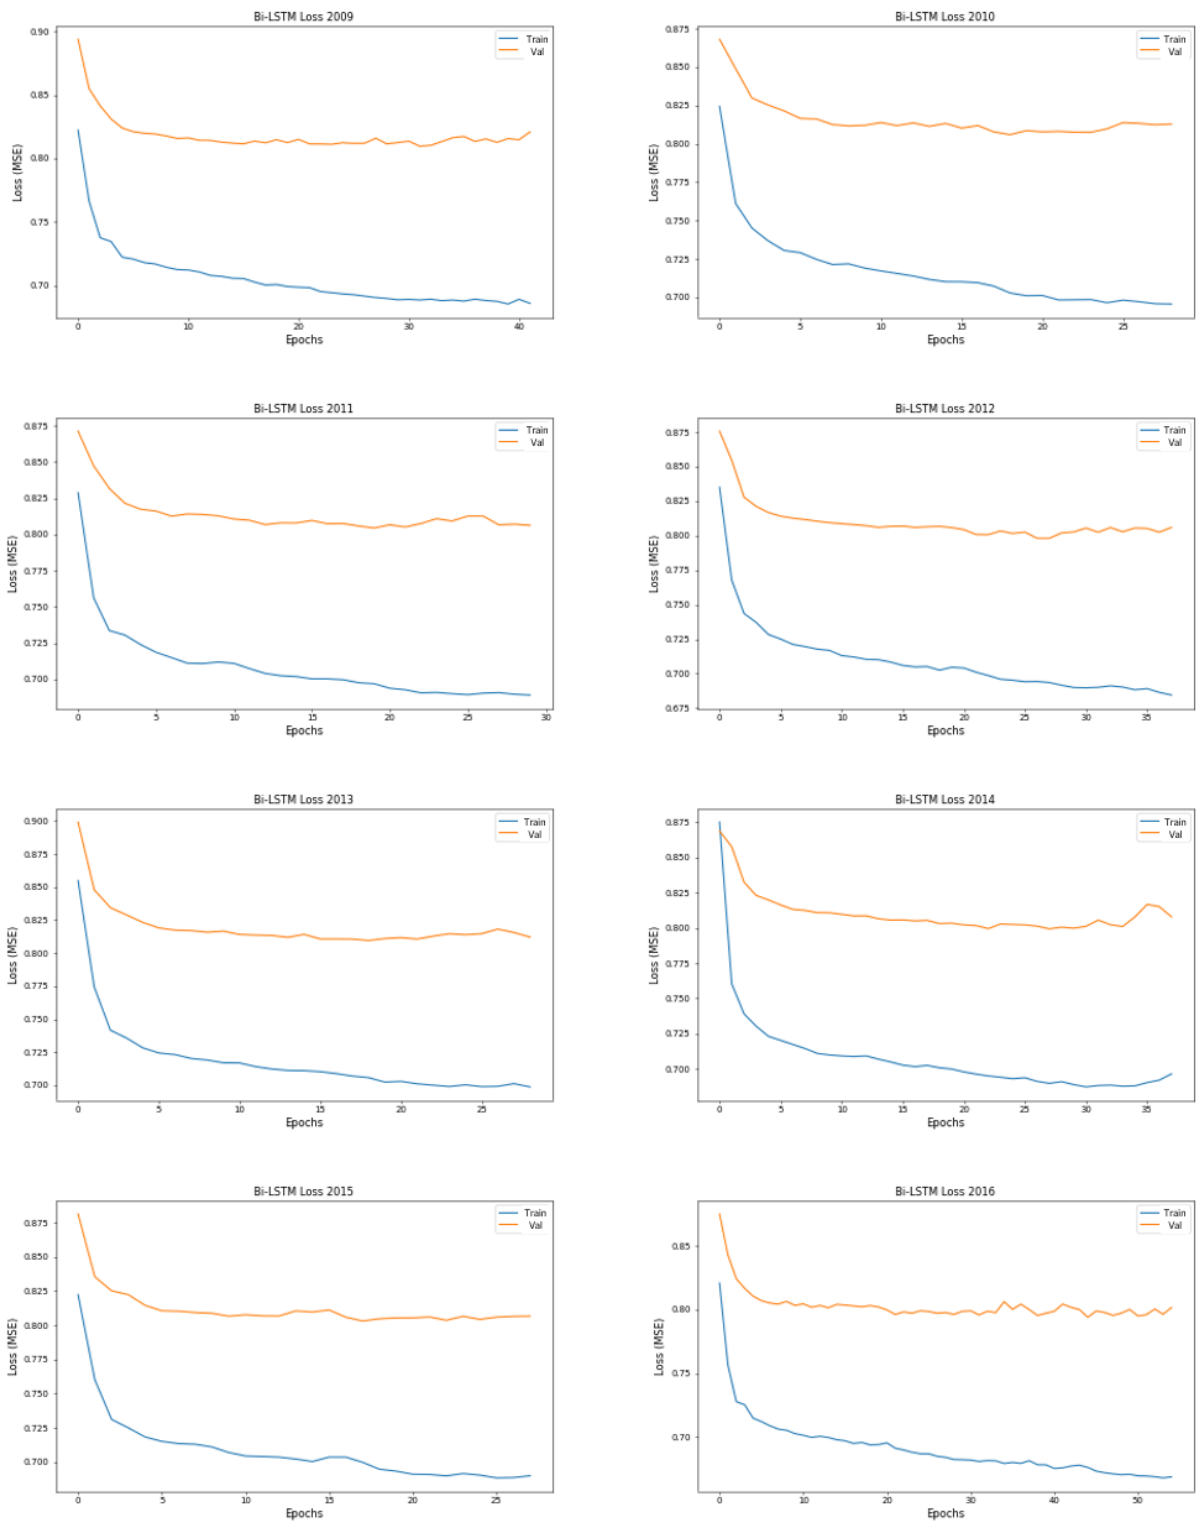 Bi-LSTM Loss 2009
0.90
0.85
0.80
0.75
0.70
Loss (MSE)
Train
Val
0 10 20 30 40
Epochs
Bi-LSTM Loss 2010
0.875
0.850
0.825
0.800
0.775
0.750
0.725
0.700
Loss (MSE)
Train
Val
0 5 10 15 20 25
Epochs
Bi-LSTM Loss 2011
0.875
0.850
0.825
0.800
0.775
0.750
0.725
0.700
Loss (MSE)
Train
Val
0 5 10 15 20 25 30
Epochs
Bi-LSTM Loss 2012
0.875
0.850
0.825
0.800
0.775
0.750
0.725
0.700
0.675
Loss (MSE)
Train
Val
0 5 10 15 20 25 30 35
Epochs
Bi-LSTM Loss 2013
0.900
0.875
0.850
0.825
0.800
0.775
0.750
0.725
0.700
Loss (MSE)
Train
Val
0 5 10 15 20 25
Epochs
Bi-LSTM Loss 2014
0.875
0.850
0.825
0.800
0.775
0.750
0.725
0.700
Loss (MSE)
Train
Val
0 5 10 15 20 25 30 35
Epochs
Bi-LSTM Loss 2015
0.875
0.850
0.825
0.800
0.775
0.750
0.725
0.700
Loss (MSE)
Train
Val
0 5 10 15 20 25
Epochs
Bi-LSTM Loss 2016
0.85
0.80
0.75
0.70
Loss (MSE)
Train
Val
0 10 20 30 40 50
Epochs